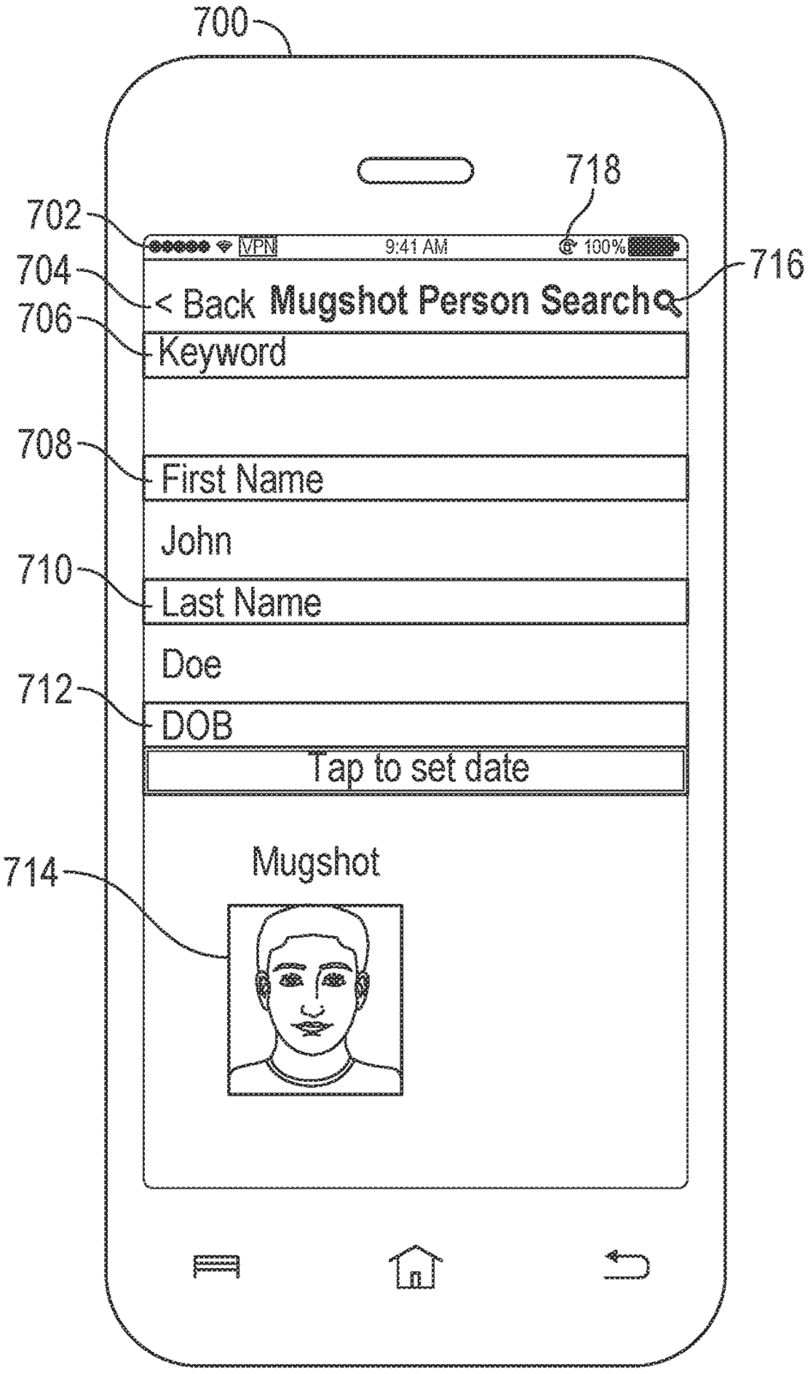 700
718
702
VPN 9:41 AM 100%
704
716
< Back Mugshot Person Search
706
Keyword
708
First Name
John
710
Last Name
Doe
712
DOB
Tap to set date
Mugshot
714